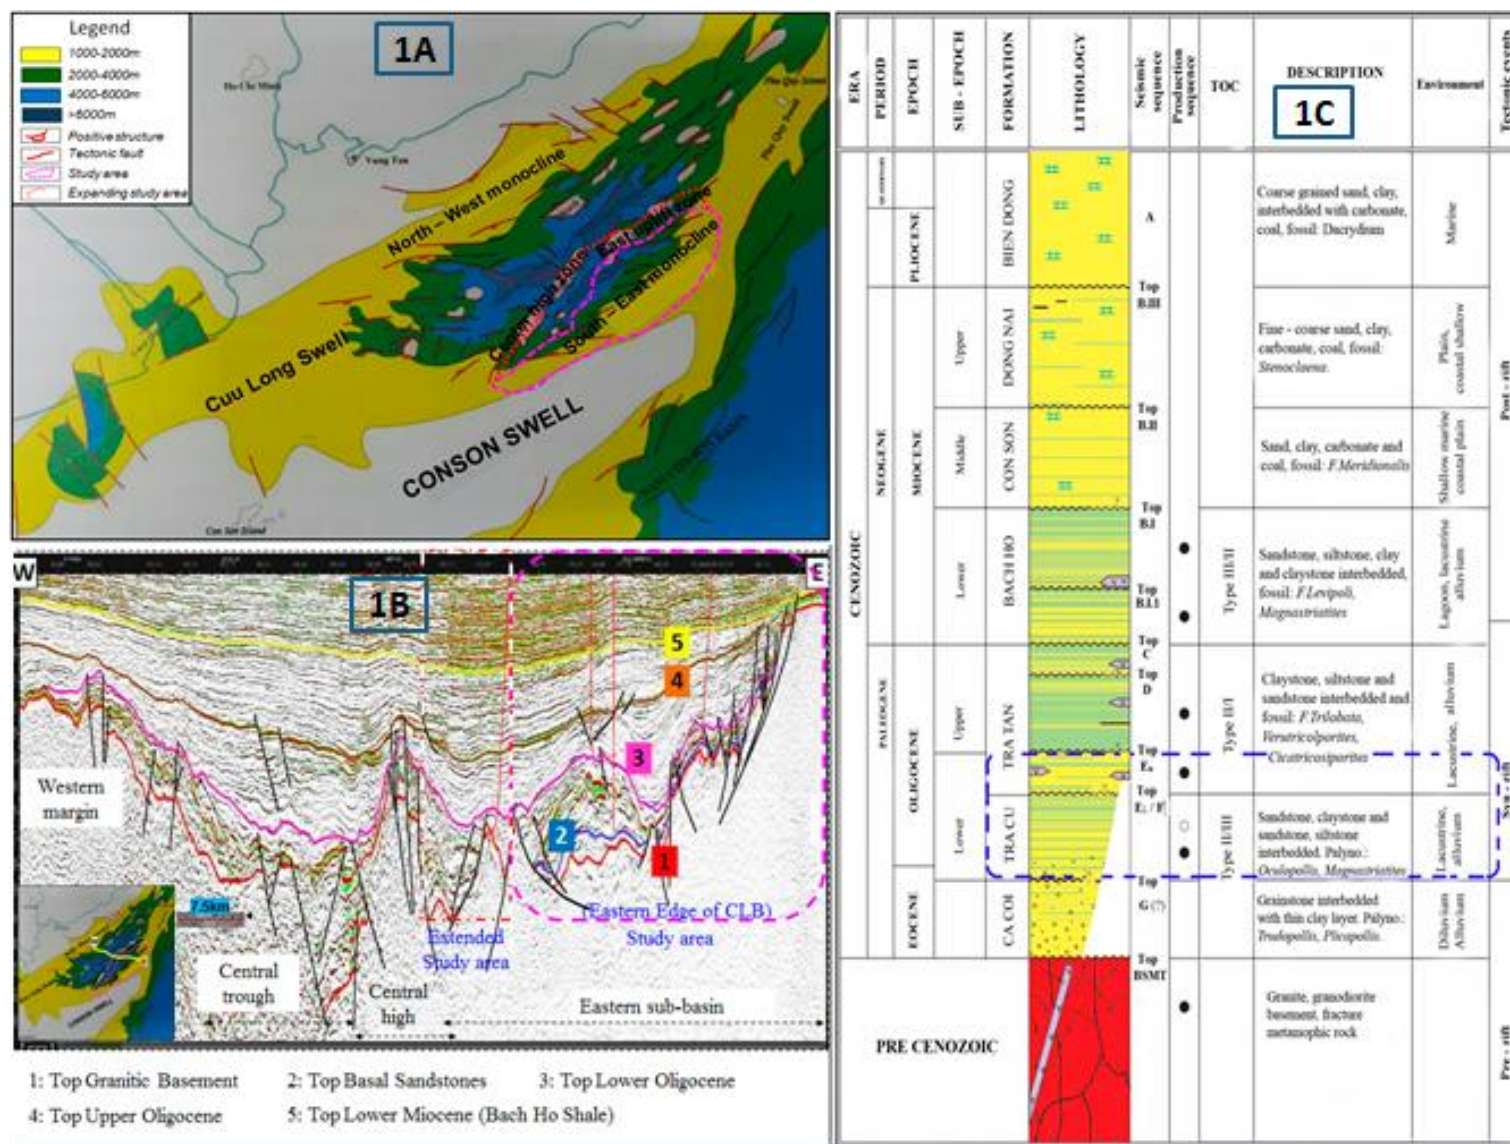 Legend
1000-2000m
2000-4000m
4000-6000m
>6000m
Positive structure
Tectonic fault
Study area
Expanding study area
1A
Vung Tau
North – West monocline
East uplift zone
South – East monocline
Cuu Long Swell
CONSON SWELL
Con Son Island
W
1B
E
5
4
3
2
1
Western
margin
7.5km
Central
trough
Central
high
Extended
Study area
(Eastern Edge of CLB)
Study area
Eastern sub-basin
1: Top Granitic Basement
2: Top Basal Sandstones
3: Top Lower Oligocene
4: Top Upper Oligocene
5: Top Lower Miocene (Bach Ho Shale)
ERA
PERIOD
EPOCH
SUB - EPOCH
FORMATION
LITHOLOGY
Seismic
sequence
Production
sequence
TOC
DESCRIPTION
1C
Environment
Tectonic events
CENOZOIC
NEOGENE
PALEOGENE
PLIOCENE
MIOCENE
OLIGOCENE
EOCENE
Upper
Middle
Lower
Upper
Lower
BIEN DONG
DONG NAI
CON SON
BACH HO
TRA TAN
TRA CU
CA COI
A
Top
B.III
Top
B.II
Top
B.I
Top
B.I.1
Top
C
Top
D
Top
Top
Top
G (?)
Top
BSMT
Type III/II
Type II/I
Type II/III
Coarse grained sand, clay,
interbedded with carbonate,
coal, fossil: Dacrydium
Marine
Fine - coarse sand, clay,
carbonate, coal, fossil:
Stenoclaena.
Plain,
coastal shallow
Sand, clay, carbonate and
coal, fossil: F.Meridionalis
Shallow marine
coastal plain
Sandstone, siltstone, clay
and claystone interbedded,
fossil: F.Levipoli,
Magnastriatites
Lagoon, lacustrine
alluvium
Claystone, siltstone and
sandstone interbedded and
fossil: F.Trilobata,
Verutricolporites,
Cicatricosiporites
Lacustrine, alluvium
Sandstone, claystone and
sandstone, siltstone
interbedded. Palyno.:
Oculopollis, Magnastriatites
Lacustrine,
alluvium
Grainstone interbedded
with thin clay layer. Palyno.:
Trudopollis, Plicapollis.
Diluvium
Alluvium
Granite, granodiorite
basement, fracture
metamophic rock
Post - rift
Syn - rift
Pre - rift
PRE CENOZOIC